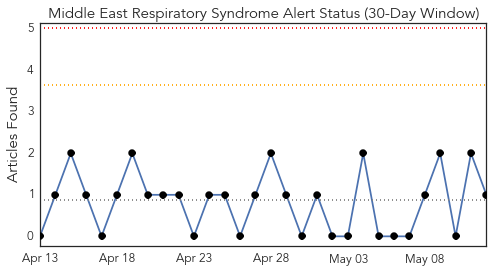 Middle East Respiratory Syndrome Alert Status (30-Day Window)
Articles Found
5
4
3
2
1
0
Apr 13 Apr 18 Apr 23 Apr 28 May 03 May 08